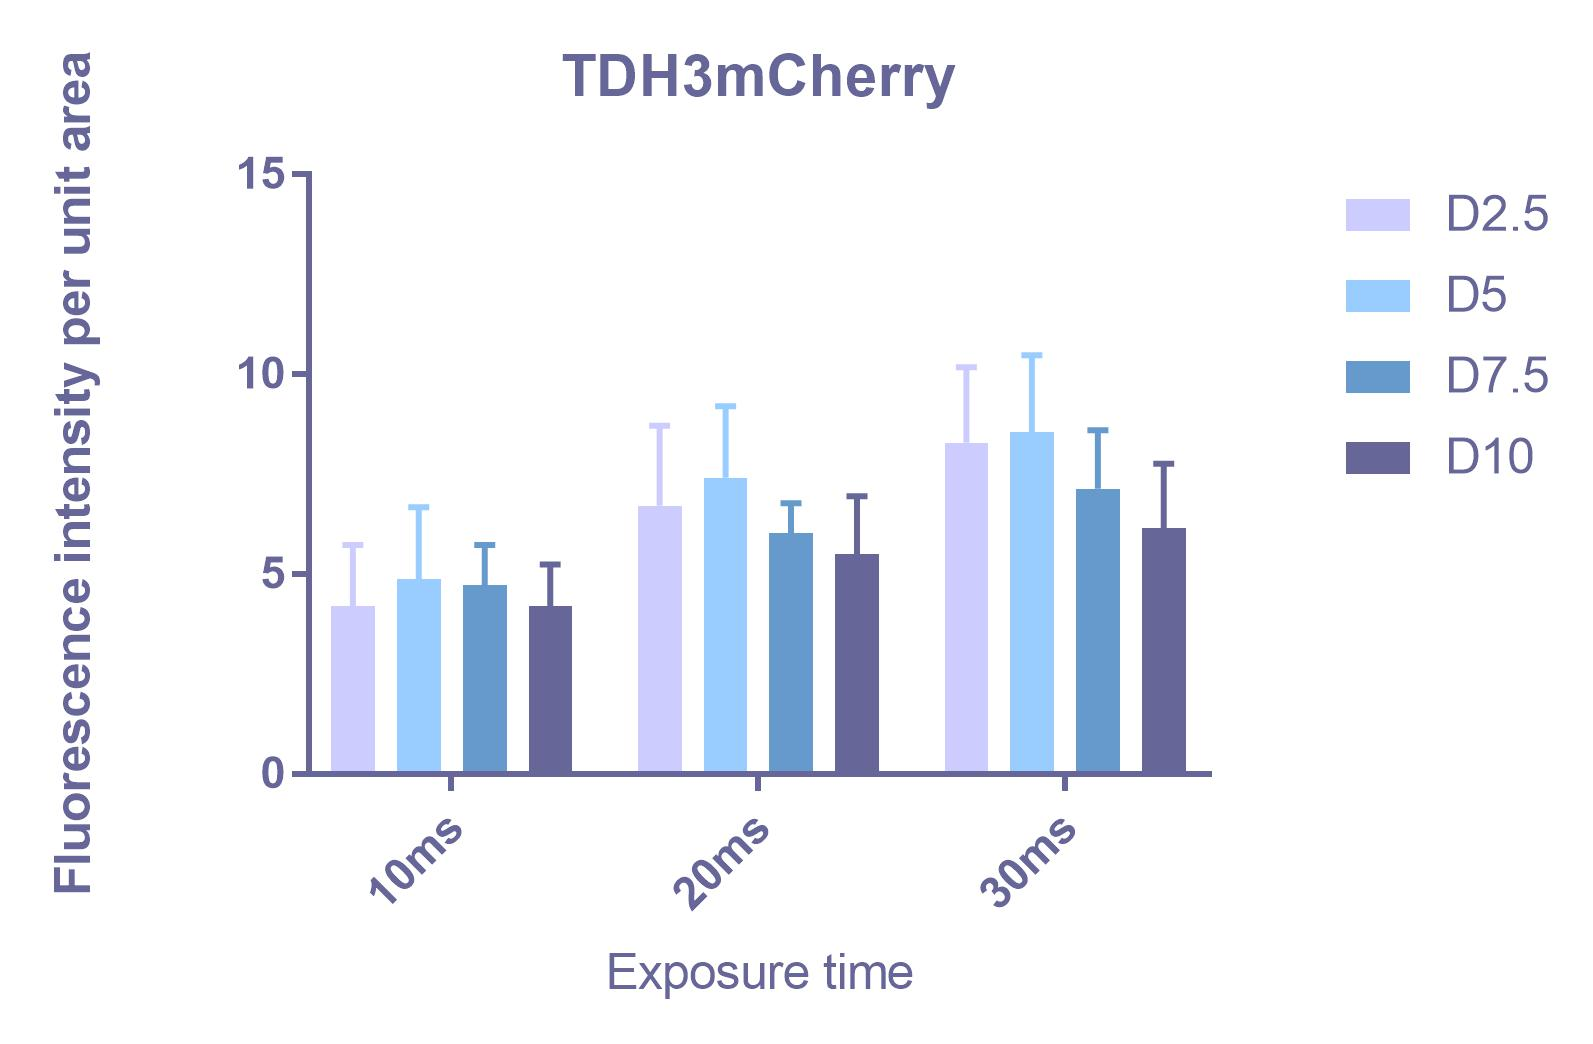 TDH3mCherry
Fluorescence intensity per unit area
15
10
5
0
10ms
20ms
30ms
Exposure time
D2.5
D5
D7.5
D10